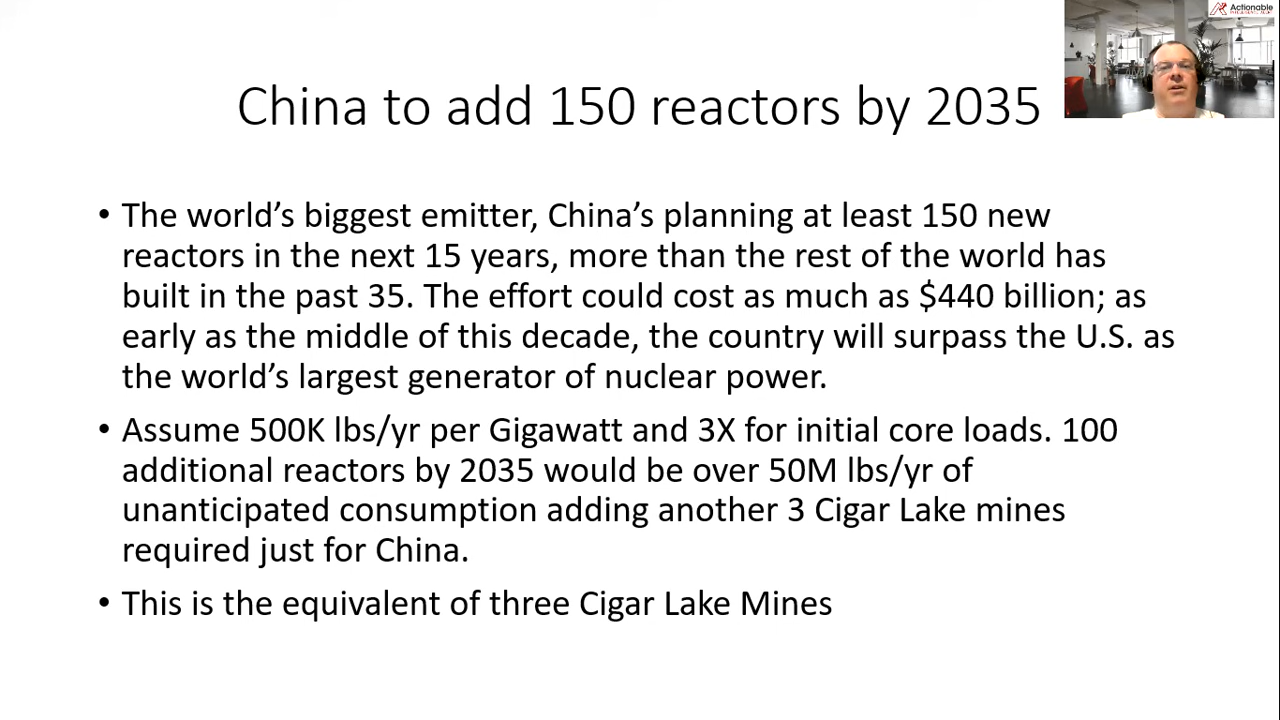 Actionable
China to add 150 reactors by 2035
• The world’s biggest emitter, China’s planning at least 150 new
reactors in the next 15 years, more than the rest of the world has
built in the past 35. The effort could cost as much as $440 billion; as
early as the middle of this decade, the country will surpass the U.S. as
the world’s largest generator of nuclear power.
• Assume 500K lbs/yr per Gigawatt and 3X for initial core loads. 100
additional reactors by 2035 would be over 50M lbs/yr of
unanticipated consumption adding another 3 Cigar Lake mines
required just for China.
• This is the equivalent of three Cigar Lake Mines